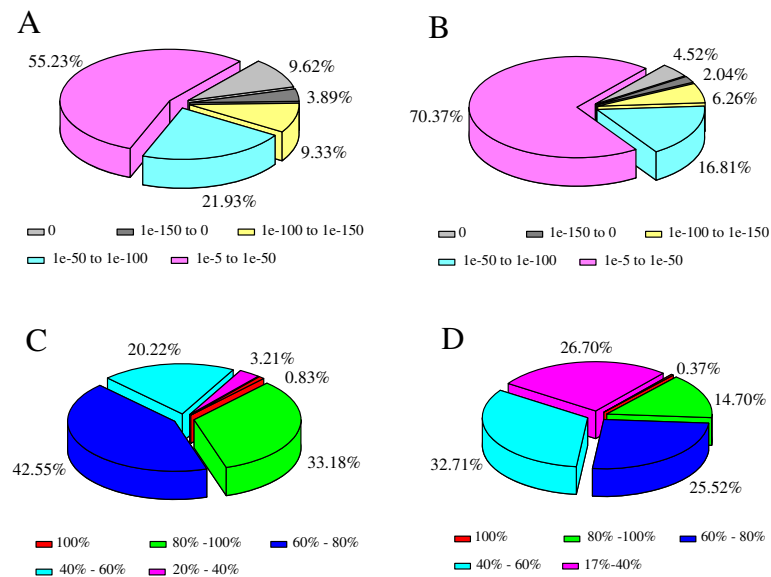 A
55.23%
9.62%
3.89%
9.33%
21.93%
0
1e-150 to 0
1e-100 to 1e-150
1e-50 to 1e-100
1e-5 to 1e-50
B
4.52%
2.04%
6.26%
70.37%
16.81%
0
1e-150 to 0
1e-100 to 1e-150
1e-50 to 1e-100
1e-5 to 1e-50
C
20.22%
3.21%
0.83%
42.55%
33.18%
100%
80% -100%
60% - 80%
40% - 60%
20% - 40%
D
26.70%
0.37%
14.70%
32.71%
25.52%
100%
80% -100%
60% - 80%
40% - 60%
17%-40%